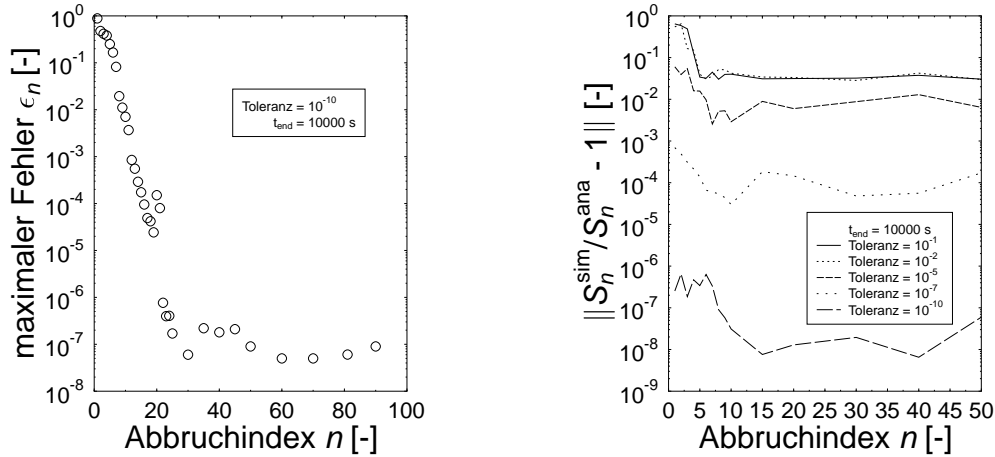 maximaler Fehler ϵn [-]
10^0
10^-1
10^-2
10^-3
10^-4
10^-5
10^-6
10^-7
10^-8
Toleranz = 10^-10
t_end = 10000 s
0 20 40 60 80 100
Abbruchindex n [-]
||S_n^sim/S_n^ana - 1|| [-]
10^0
10^-1
10^-2
10^-3
10^-4
10^-5
10^-6
10^-7
10^-8
10^-9
t_end = 10000 s
Toleranz = 10^-1
Toleranz = 10^-2
Toleranz = 10^-5
Toleranz = 10^-7
Toleranz = 10^-10
0 5 10 15 20 25 30 35 40 45 50
Abbruchindex n [-]